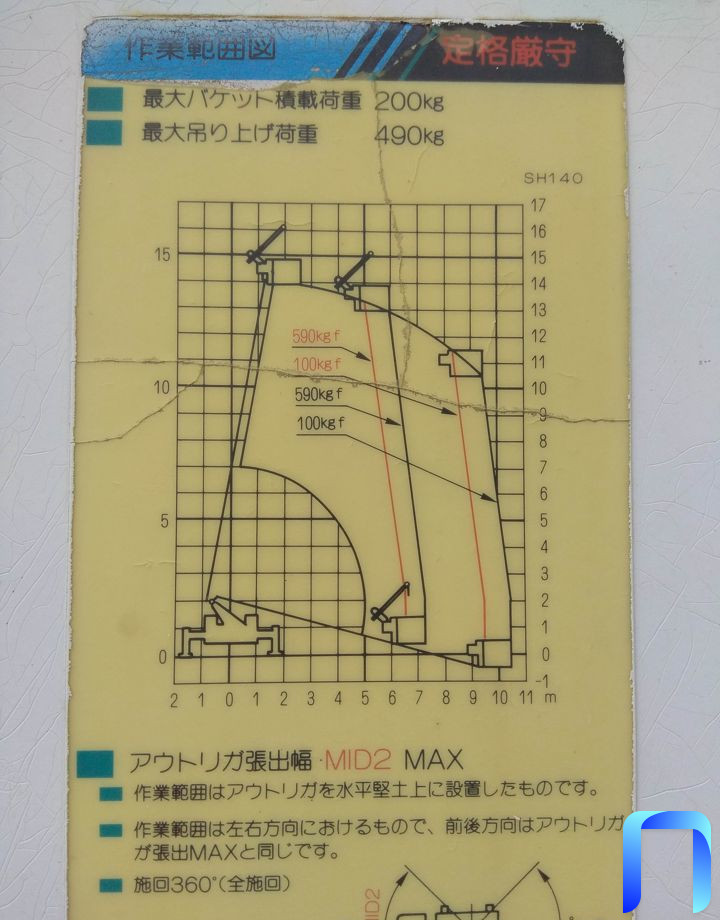 作業範囲図 定格厳守
最大バケット積載荷重 200kg
最大吊り上げ荷重 490kg
SH140
17
16
15 15
14
13
12
590kgf
11
100kgf
10 10
590kgf
9
100kgf
8
7
6
5 5
4
3
2
1
0 0
-1
2 1 0 1 2 3 4 5 6 7 8 9 10 11 m
アウトリガ張出幅 MID2 MAX
作業範囲はアウトリガを水平堅土上に設置したものです。
作業範囲は左右方向におけるもので、前後方向はアウトリガ
が張出MAXと同じです。
施回360°(全施回)
MID2